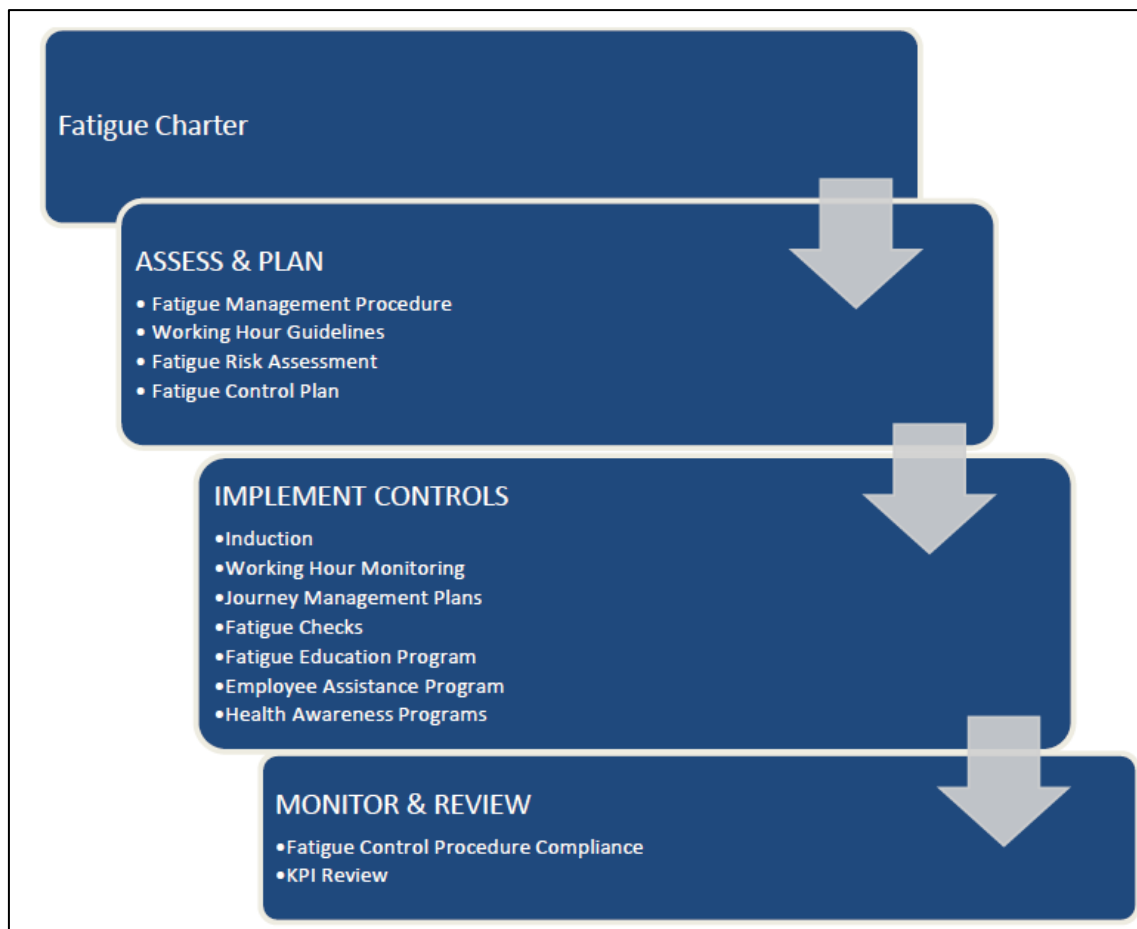 Fatigue Charter
ASSESS & PLAN
• Fatigue Management Procedure
• Working Hour Guidelines
• Fatigue Risk Assessment
• Fatigue Control Plan
IMPLEMENT CONTROLS
•Induction
•Working Hour Monitoring
•Journey Management Plans
•Fatigue Checks
•Fatigue Education Program
•Employee Assistance Program
•Health Awareness Programs
MONITOR & REVIEW
•Fatigue Control Procedure Compliance
•KPI Review